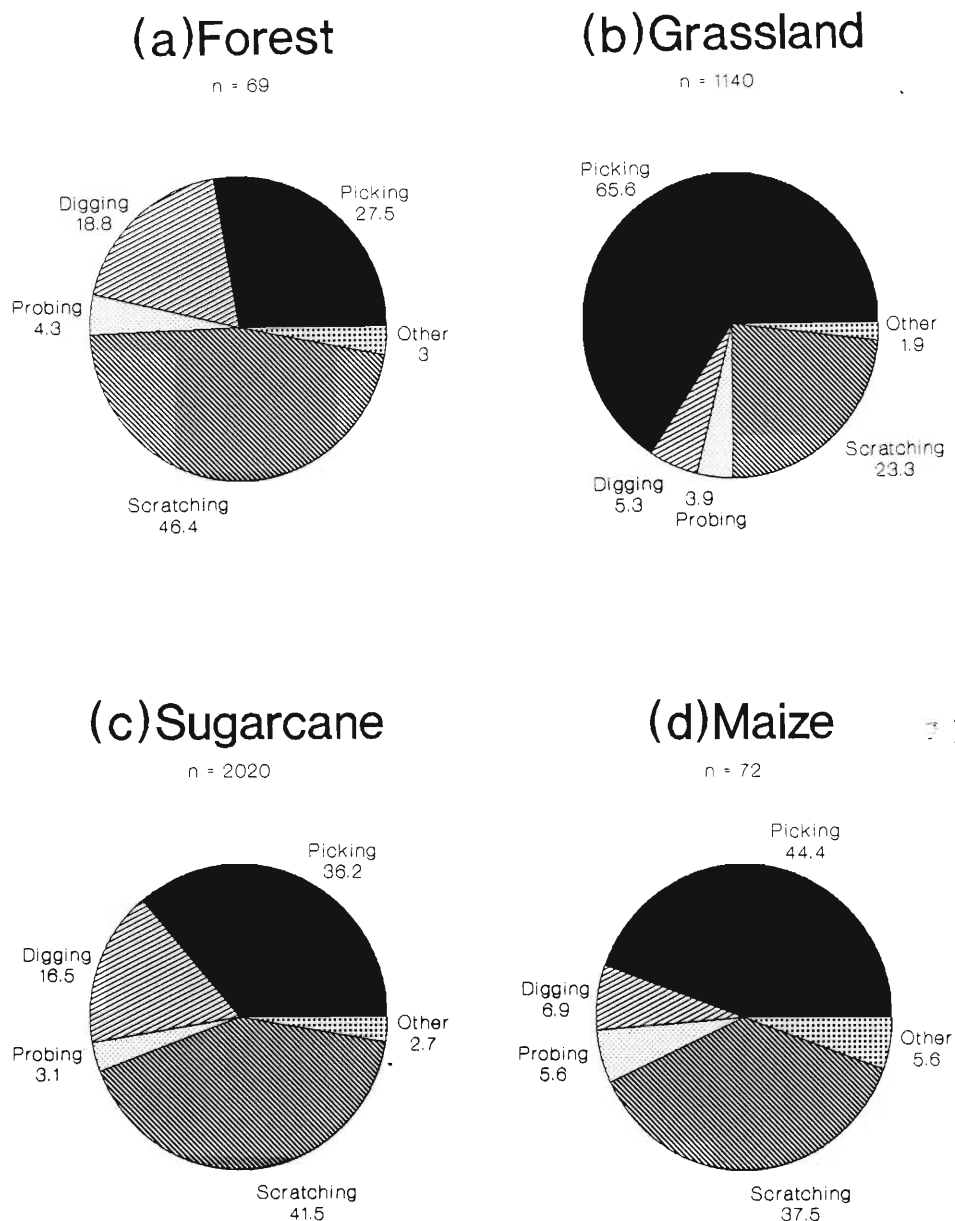 (a)Forest
n = 69
Picking
27.5
Digging
18.8
Probing
4.3
Other
3
Scratching
46.4
(b)Grassland
n = 1140
Picking
65.6
Other
1.9
Scratching
23.3
Digging
5.3
3.9
Probing
(c)Sugarcane
n = 2020
Picking
36.2
Digging
16.5
Probing
3.1
Other
2.7
Scratching
41.5
(d)Maize
n = 72
Picking
44.4
Digging
6.9
Probing
5.6
Other
5.6
Scratching
37.5